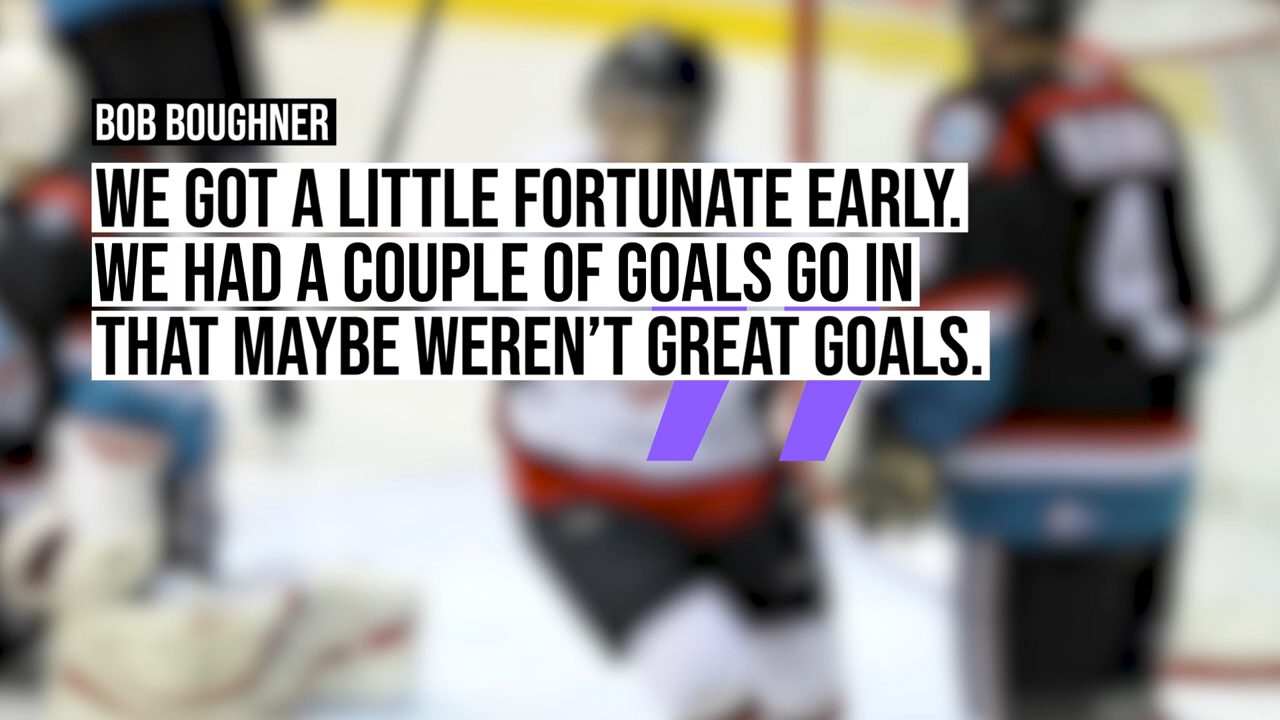 BOB BOUGHNER
WE GOT A LITTLE FORTUNATE EARLY.
WE HAD A COUPLE OF GOALS GO IN
THAT MAYBE WEREN’T GREAT GOALS.